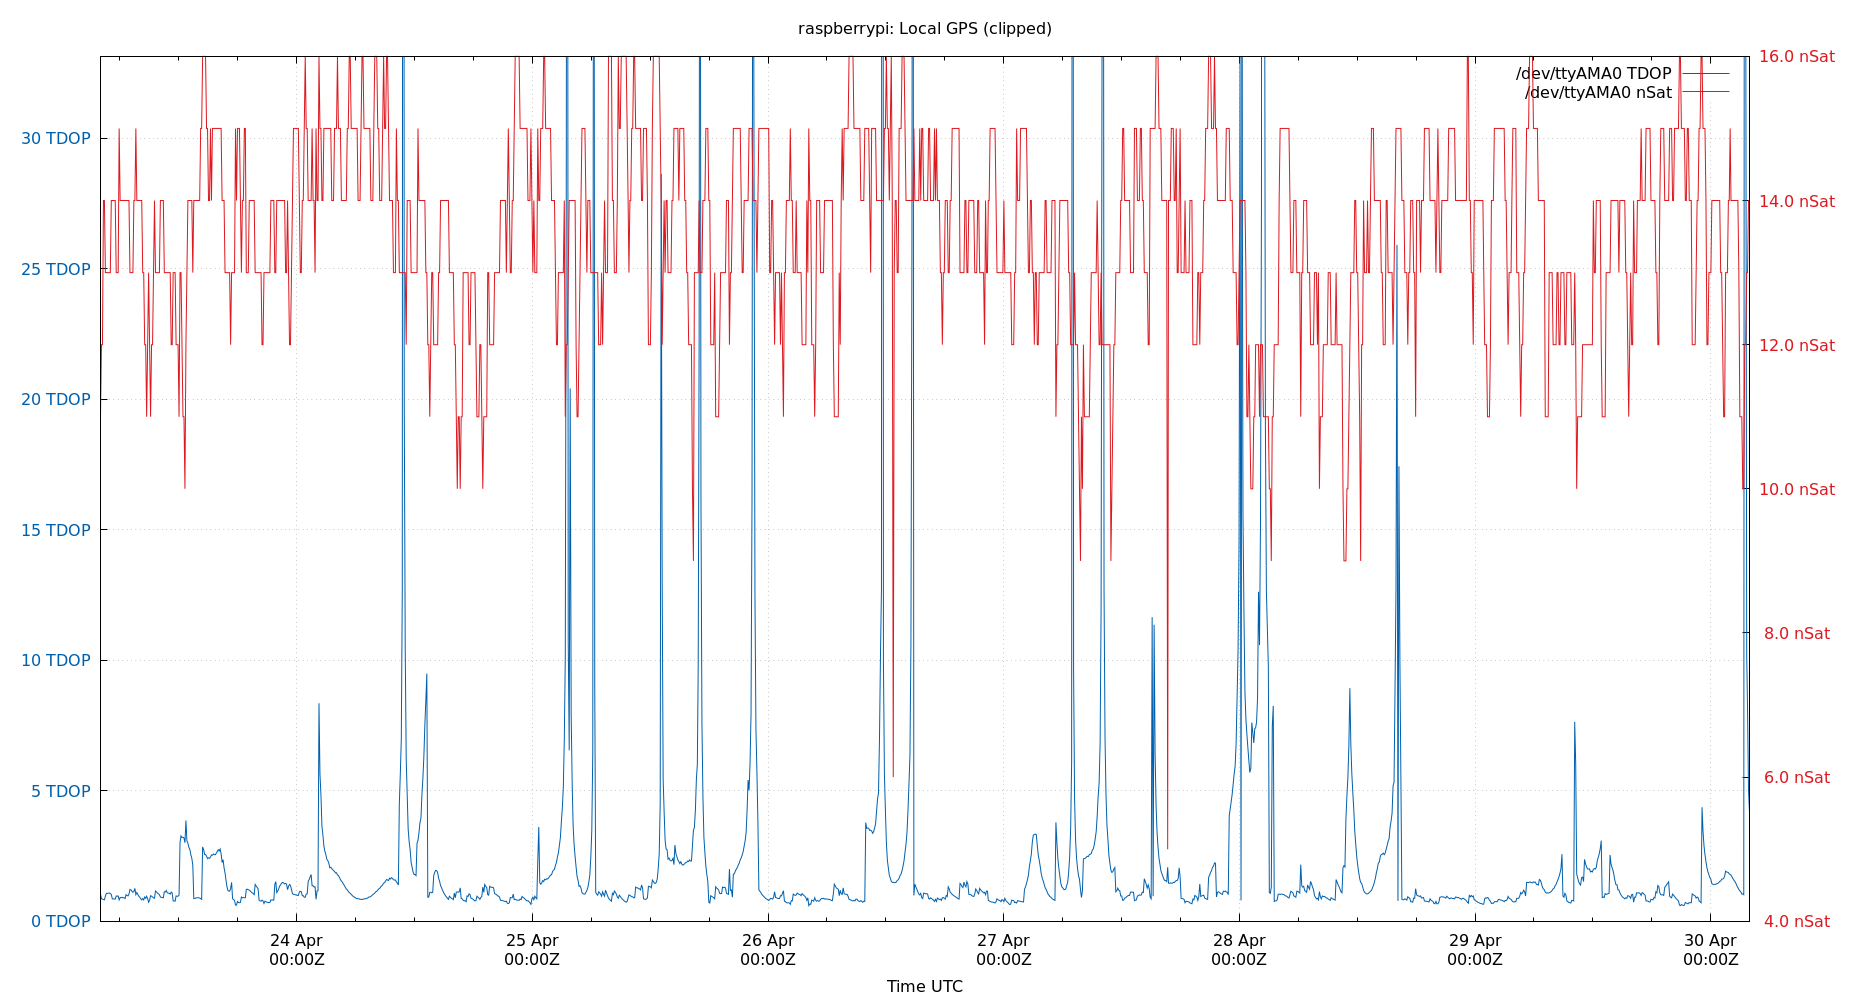 raspberrypi: Local GPS (clipped)
/dev/ttyAMA0 TDOP
/dev/ttyAMA0 nSat
30 TDOP
25 TDOP
20 TDOP
15 TDOP
10 TDOP
5 TDOP
0 TDOP
16.0 nSat
14.0 nSat
12.0 nSat
10.0 nSat
8.0 nSat
6.0 nSat
4.0 nSat
24 Apr
00:00Z
25 Apr
00:00Z
26 Apr
00:00Z
27 Apr
00:00Z
28 Apr
00:00Z
29 Apr
00:00Z
30 Apr
00:00Z
Time UTC